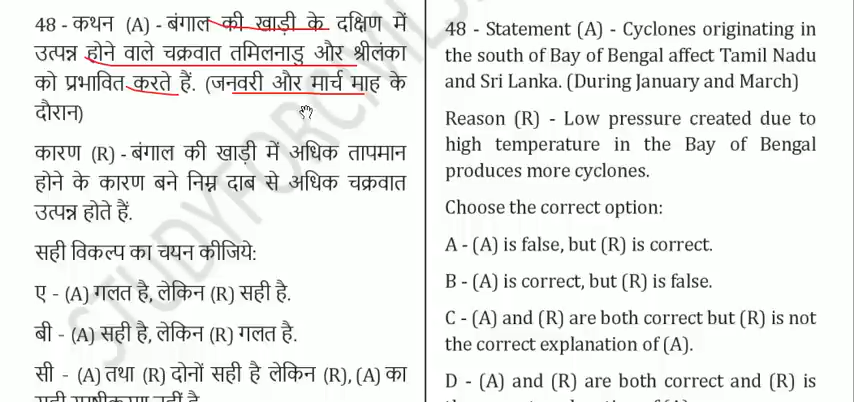 48 - कथन (A) - बंगाल की खाड़ी के दक्षिण में
उत्पन्न होने वाले चक्रवात तमिलनाडु और श्रीलंका
को प्रभावित करते हैं. (जनवरी और मार्च माह के
दौरान)
कारण (R) - बंगाल की खाड़ी में अधिक तापमान
होने के कारण बने निम्न दाब से अधिक चक्रवात
उत्पन्न होते हैं.
सही विकल्प का चयन कीजिये:
ए - (A) गलत है, लेकिन (R) सही है.
बी - (A) सही है, लेकिन (R) गलत है.
सी - (A) तथा (R) दोनों सही है लेकिन (R), (A) का
48 - Statement (A) - Cyclones originating in
the south of Bay of Bengal affect Tamil Nadu
and Sri Lanka. (During January and March)
Reason (R) - Low pressure created due to
high temperature in the Bay of Bengal
produces more cyclones.
Choose the correct option:
A - (A) is false, but (R) is correct.
B - (A) is correct, but (R) is false.
C - (A) and (R) are both correct but (R) is not
the correct explanation of (A).
D - (A) and (R) are both correct and (R) is
STUDYFORCIVILS